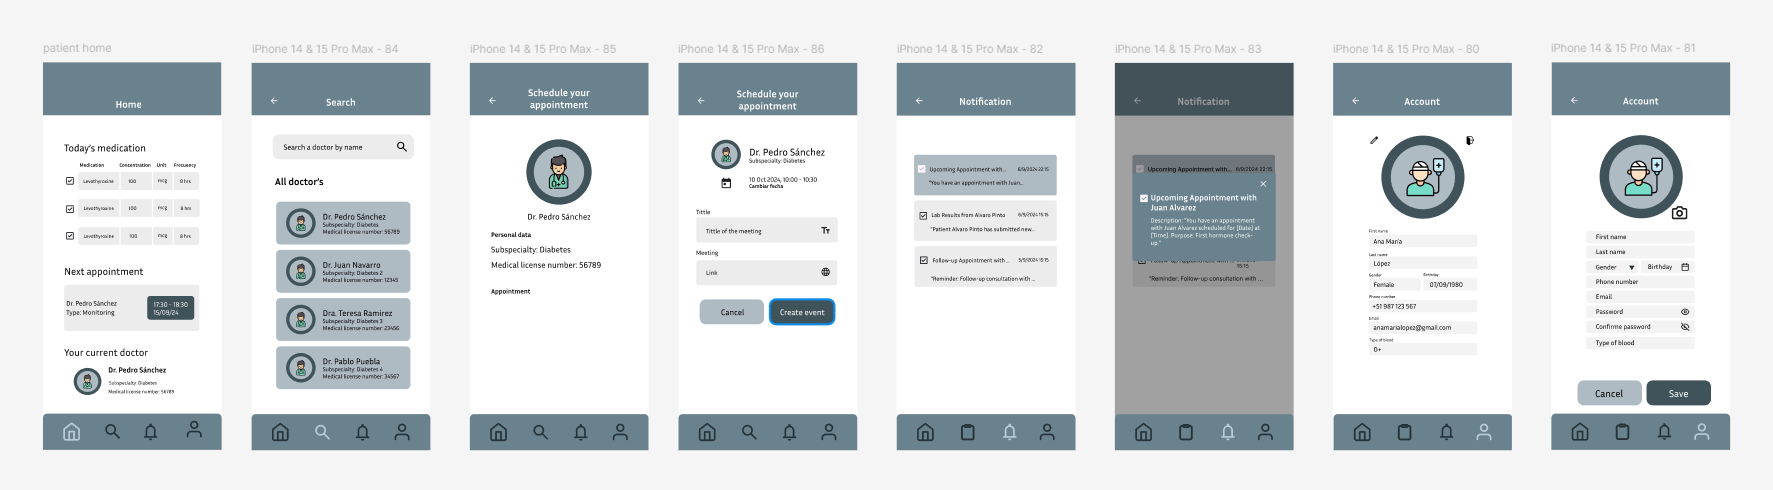 patient home
Home
Today's medication
Medication Concentration Unit Frecuency
Levothyroxine 100 mcg 8 hrs
Levothyroxine 100 mcg 8 hrs
Levothyroxine 100 mcg 8 hrs
Next appointment
Dr. Pedro Sánchez
Type: Monitoring
17:30 - 18:30
15/09/24
Your current doctor
Dr. Pedro Sánchez
Subspecialty: Diabetes
Medical license number: 56789
iPhone 14 & 15 Pro Max - 84
Search
Search a doctor by name
All doctor's
Dr. Pedro Sánchez
Subspecialty: Diabetes
Medical license number: 56789
Dr. Juan Navarro
Subspecialty: Diabetes 2
Medical license number: 12345
Dra. Teresa Ramirez
Subspecialty: Diabetes 3
Medical license number: 23456
Dr. Pablo Puebla
Subspecialty: Diabetes 4
Medical license number: 34567
iPhone 14 & 15 Pro Max - 85
Schedule your
appointment
Dr. Pedro Sánchez
Personal data
Subspecialty: Diabetes
Medical license number: 56789
Appointment
iPhone 14 & 15 Pro Max - 86
Schedule your
appointment
Dr. Pedro Sánchez
Subspecialty: Diabetes
10 Oct 2024, 10:00 - 10:30
Cambiar fecha
Tittle
Tittle of the meeting
Meeting
Link
Cancel
Create event
iPhone 14 & 15 Pro Max - 82
Notification
Upcoming Appointment with... 6/9/2024 22:15
"You have an appointment with Juan...
Lab Results from Alvaro Pinto 6/9/2024 15:15
"Patient Alvaro Pinto has submitted new...
Follow-up Appointment with ... 5/9/2024 15:15
"Reminder: Follow-up consultation with ...
iPhone 14 & 15 Pro Max - 83
Notification
Upcoming Appointment with... 6/9/2024 22:15
Upcoming Appointment with
Juan Alvarez
Description: "You have an appointment
with Juan Alvarez scheduled for [Date] at
[Time]. Purpose: First hormone check-
up."
15:15
"Reminder: Follow-up consultation with ...
iPhone 14 & 15 Pro Max - 80
Account
First name
Ana María
Last name
López
Gender Birthday
Female 07/09/1980
Phone number
+51 987 123 567
Email
anamarialopez@gmail.com
Type of blood
O+
iPhone 14 & 15 Pro Max - 81
Account
First name
Last name
Gender Birthday
Phone number
Email
Password
Confirme password
Type of blood
Cancel
Save